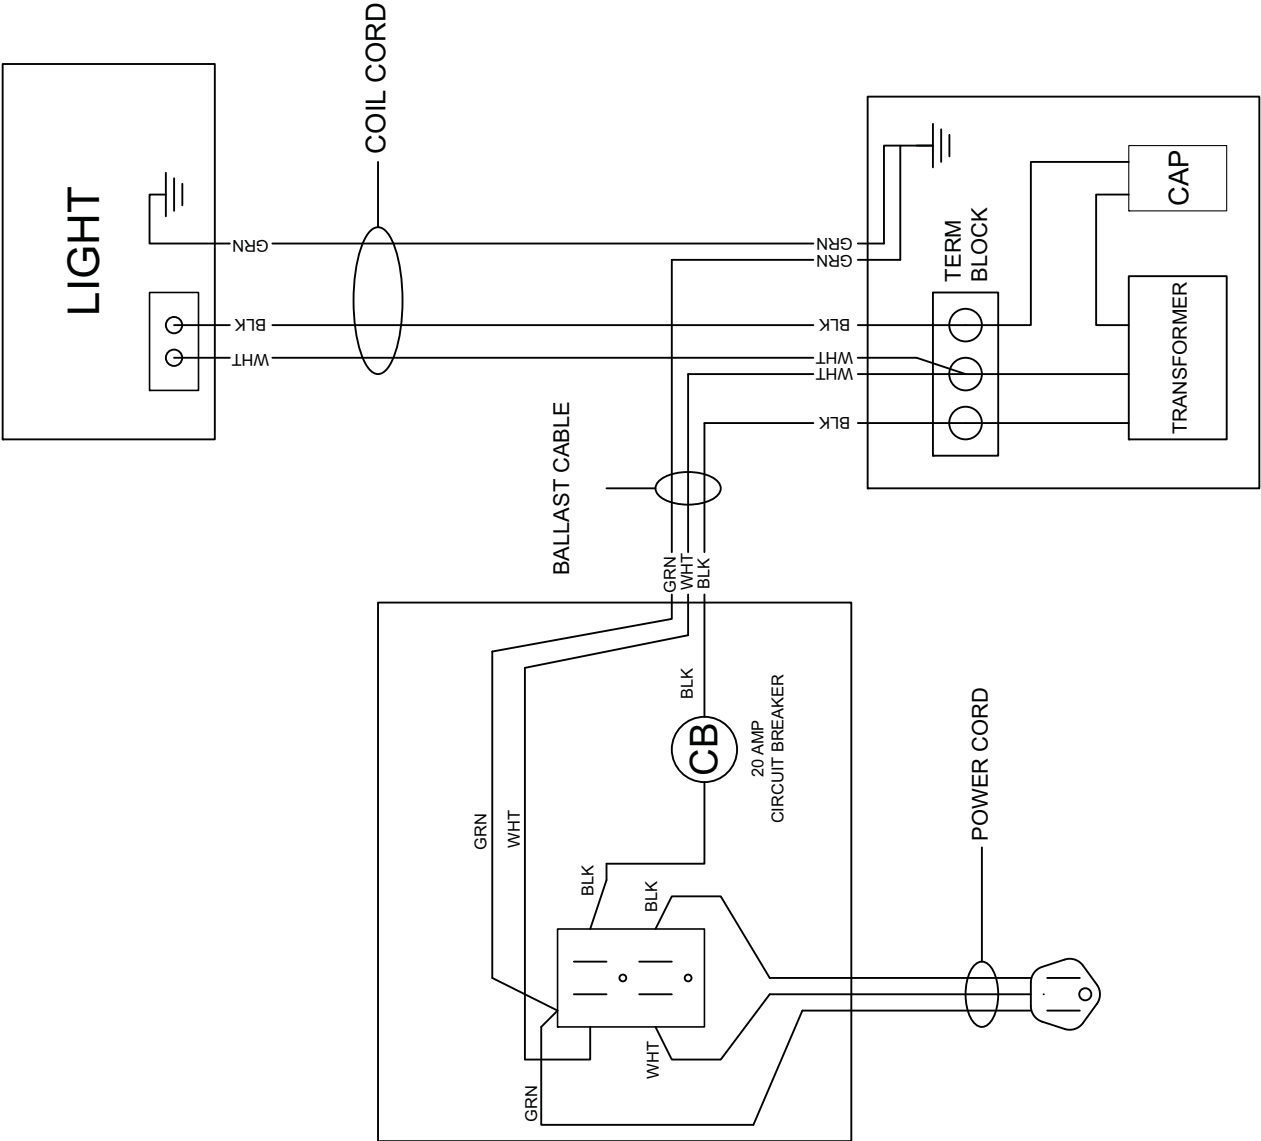 COIL CORD
LIGHT
GRN
BLK
WHT
GRN
GRN
BLK
WHT
WHT
BLK
TERM
BLOCK
CAP
TRANSFORMER
BALLAST CABLE
GRN
WHT
BLK
BLK
CB
20 AMP
CIRCUIT BREAKER
GRN
WHT
BLK
BLK
WHT
GRN
POWER CORD